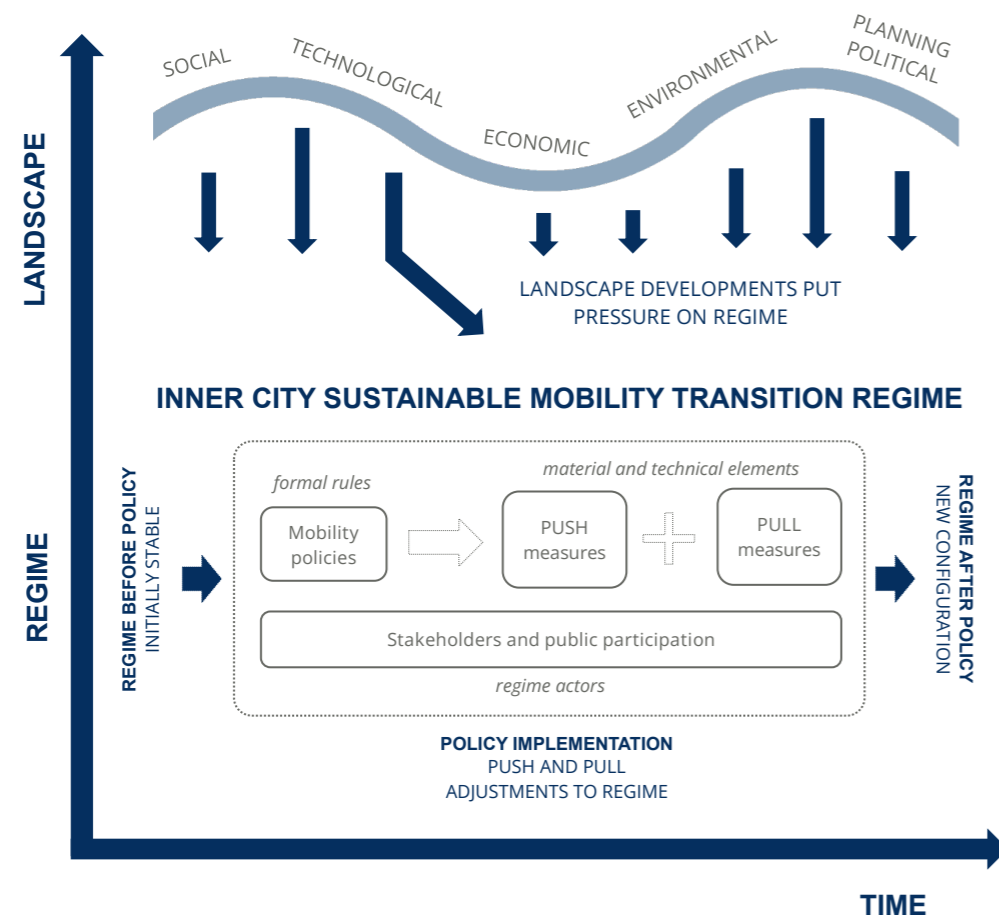 SOCIAL
TECHNOLOGICAL
ECONOMIC
ENVIRONMENTAL
PLANNING
POLITICAL
LANDSCAPE
LANDSCAPE DEVELOPMENTS PUT
PRESSURE ON REGIME
INNER CITY SUSTAINABLE MOBILITY TRANSITION REGIME
REGIME
REGIME BEFORE POLICY
INITIALLY STABLE
formal rules
material and technical elements
Mobility
policies
PUSH
measures
PULL
measures
Stakeholders and public participation
regime actors
REGIME AFTER POLICY
NEW CONFIGURATION
POLICY IMPLEMENTATION
PUSH AND PULL
ADJUSTMENTS TO REGIME
TIME